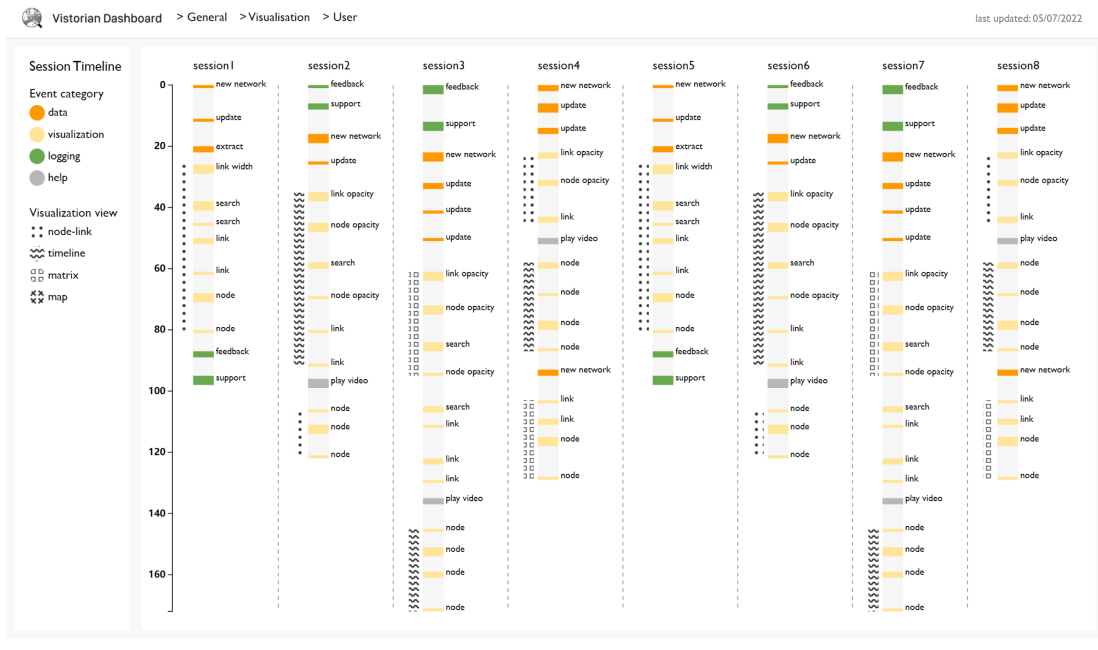 Vistorian Dashboard > General >Visualisation > User last updated: 05/07/2022
Session Timeline
Event category
data
visualization
logging
help
Visualization view
node-link
timeline
matrix
map
0
20
40
60
80
100
120
140
160
session1
new network
update
extract
link width
search
search
link
link
node
node
feedback
support
session2
feedback
support
new network
update
link opacity
node opacity
search
node opacity
link
link
play video
node
node
node
session3
feedback
support
new network
update
update
update
link opacity
node opacity
search
node opacity
search
link
link
link
play video
node
node
node
node
session4
new network
update
update
link opacity
node opacity
link
play video
node
node
node
node
new network
link
link
node
node
session5
new network
update
extract
link width
search
search
link
link
node
node
feedback
support
session6
feedback
support
new network
update
link opacity
node opacity
search
node opacity
link
link
play video
node
node
node
session7
feedback
support
new network
update
update
update
link opacity
node opacity
search
node opacity
search
link
link
link
play video
node
node
node
node
session8
new network
update
update
link opacity
node opacity
link
play video
node
node
node
node
new network
link
link
node
node